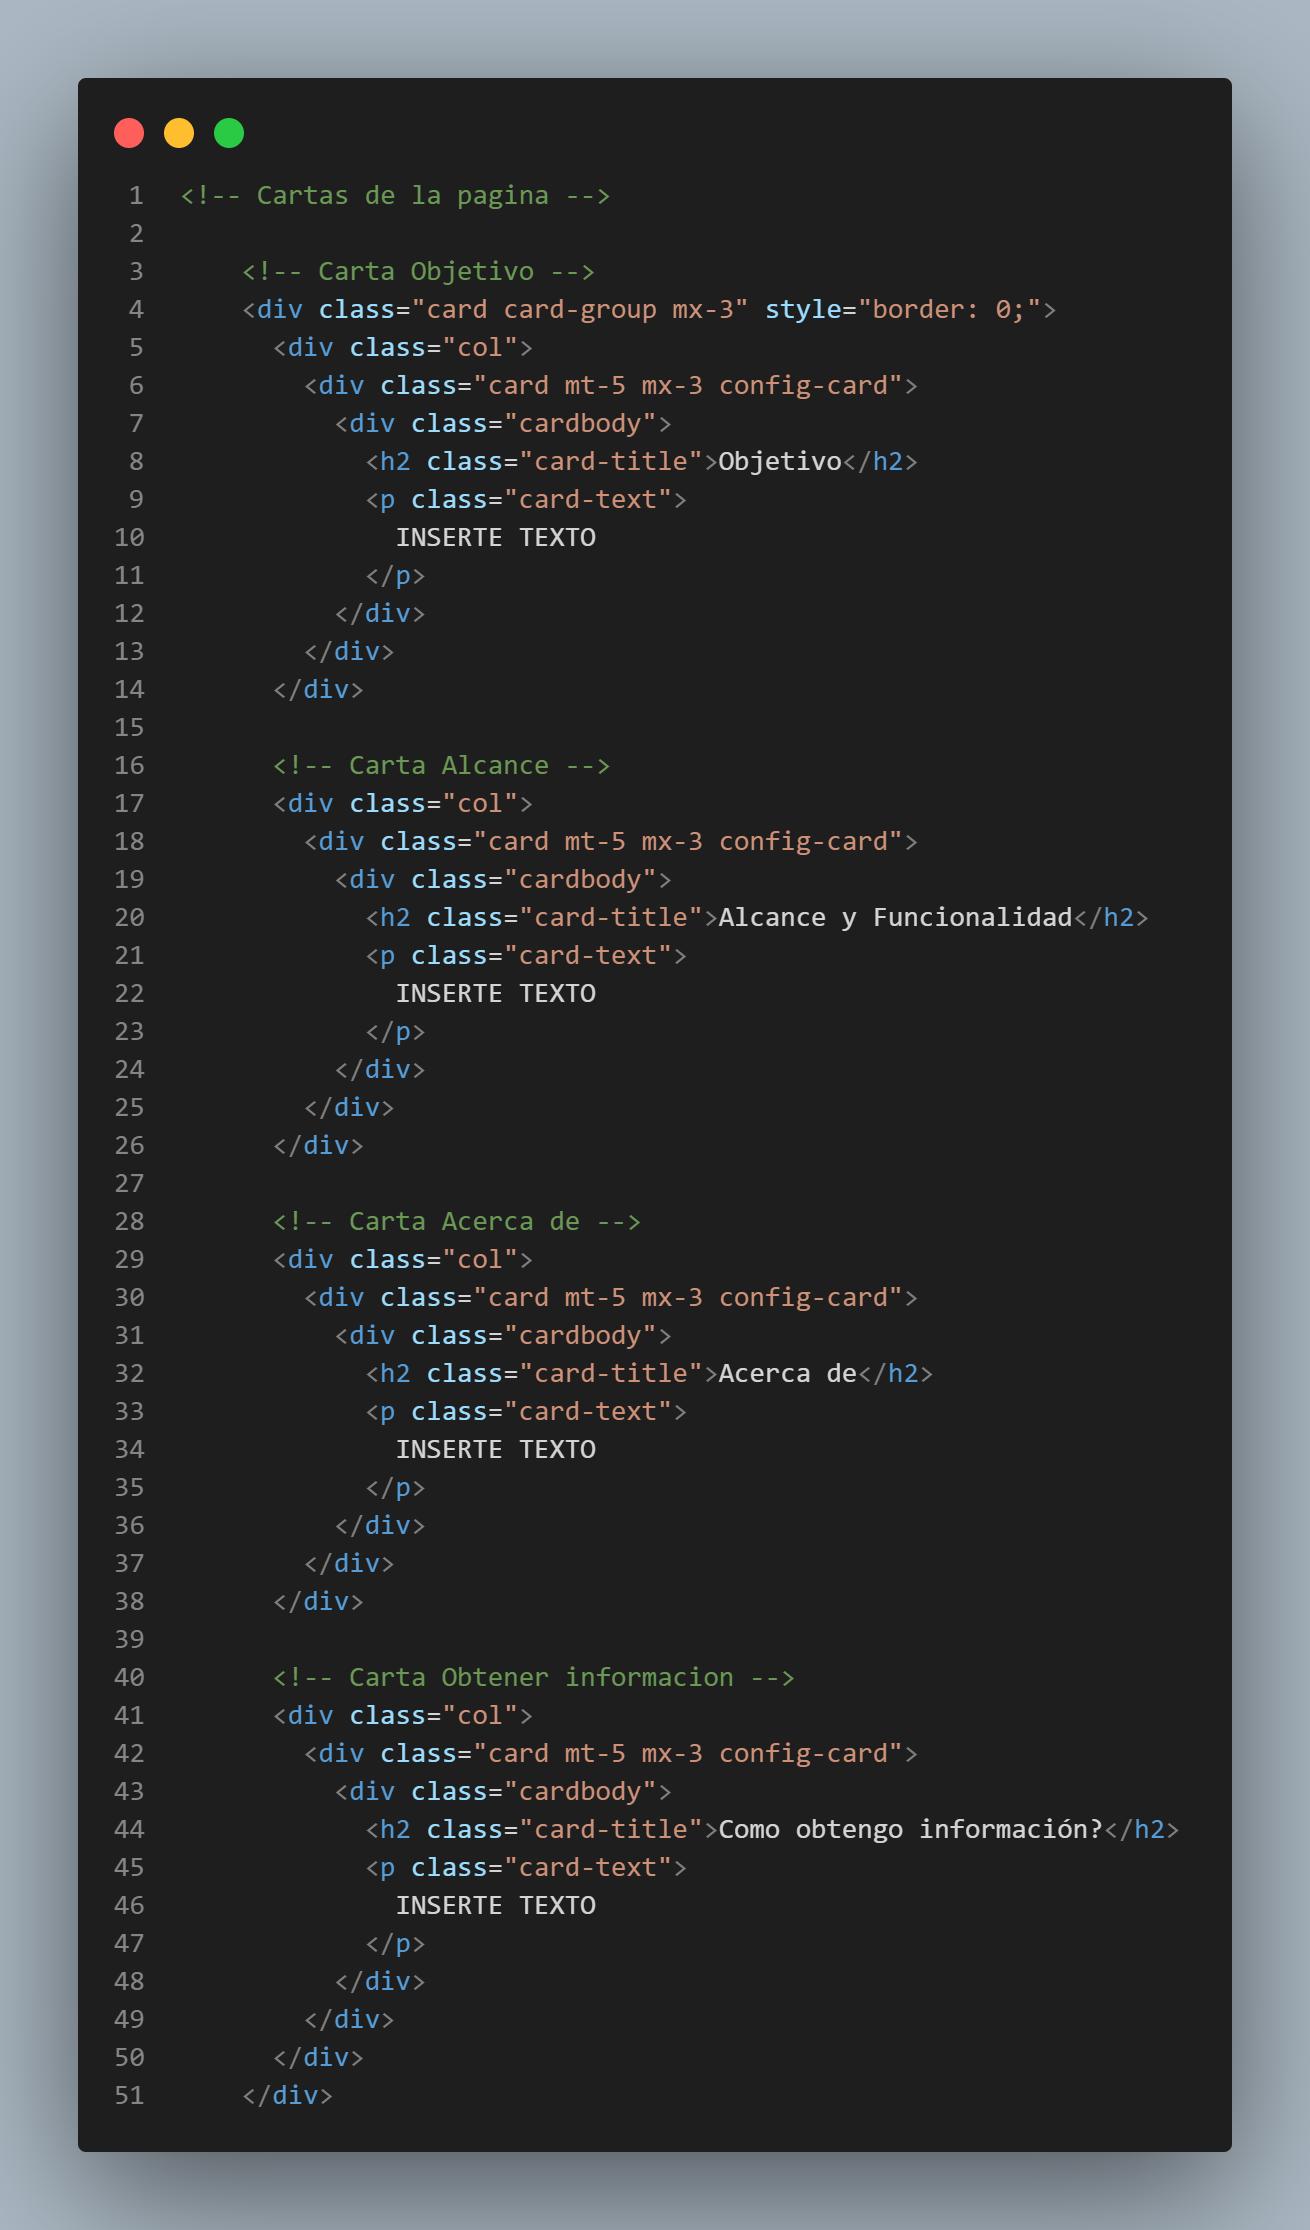 1 <!-- Cartas de la pagina -->
2
3     <!-- Carta Objetivo -->
4     <div class="card card-group mx-3" style="border: 0;">
5       <div class="col">
6         <div class="card mt-5 mx-3 config-card">
7           <div class="cardbody">
8             <h2 class="card-title">Objetivo</h2>
9             <p class="card-text">
10               INSERTE TEXTO
11             </p>
12           </div>
13         </div>
14       </div>
15
16       <!-- Carta Alcance -->
17       <div class="col">
18         <div class="card mt-5 mx-3 config-card">
19           <div class="cardbody">
20             <h2 class="card-title">Alcance y Funcionalidad</h2>
21             <p class="card-text">
22               INSERTE TEXTO
23             </p>
24           </div>
25         </div>
26       </div>
27
28       <!-- Carta Acerca de -->
29       <div class="col">
30         <div class="card mt-5 mx-3 config-card">
31           <div class="cardbody">
32             <h2 class="card-title">Acerca de</h2>
33             <p class="card-text">
34               INSERTE TEXTO
35             </p>
36           </div>
37         </div>
38       </div>
39
40       <!-- Carta Obtener informacion -->
41       <div class="col">
42         <div class="card mt-5 mx-3 config-card">
43           <div class="cardbody">
44             <h2 class="card-title">Como obtengo información?</h2>
45             <p class="card-text">
46               INSERTE TEXTO
47             </p>
48           </div>
49         </div>
50       </div>
51     </div>